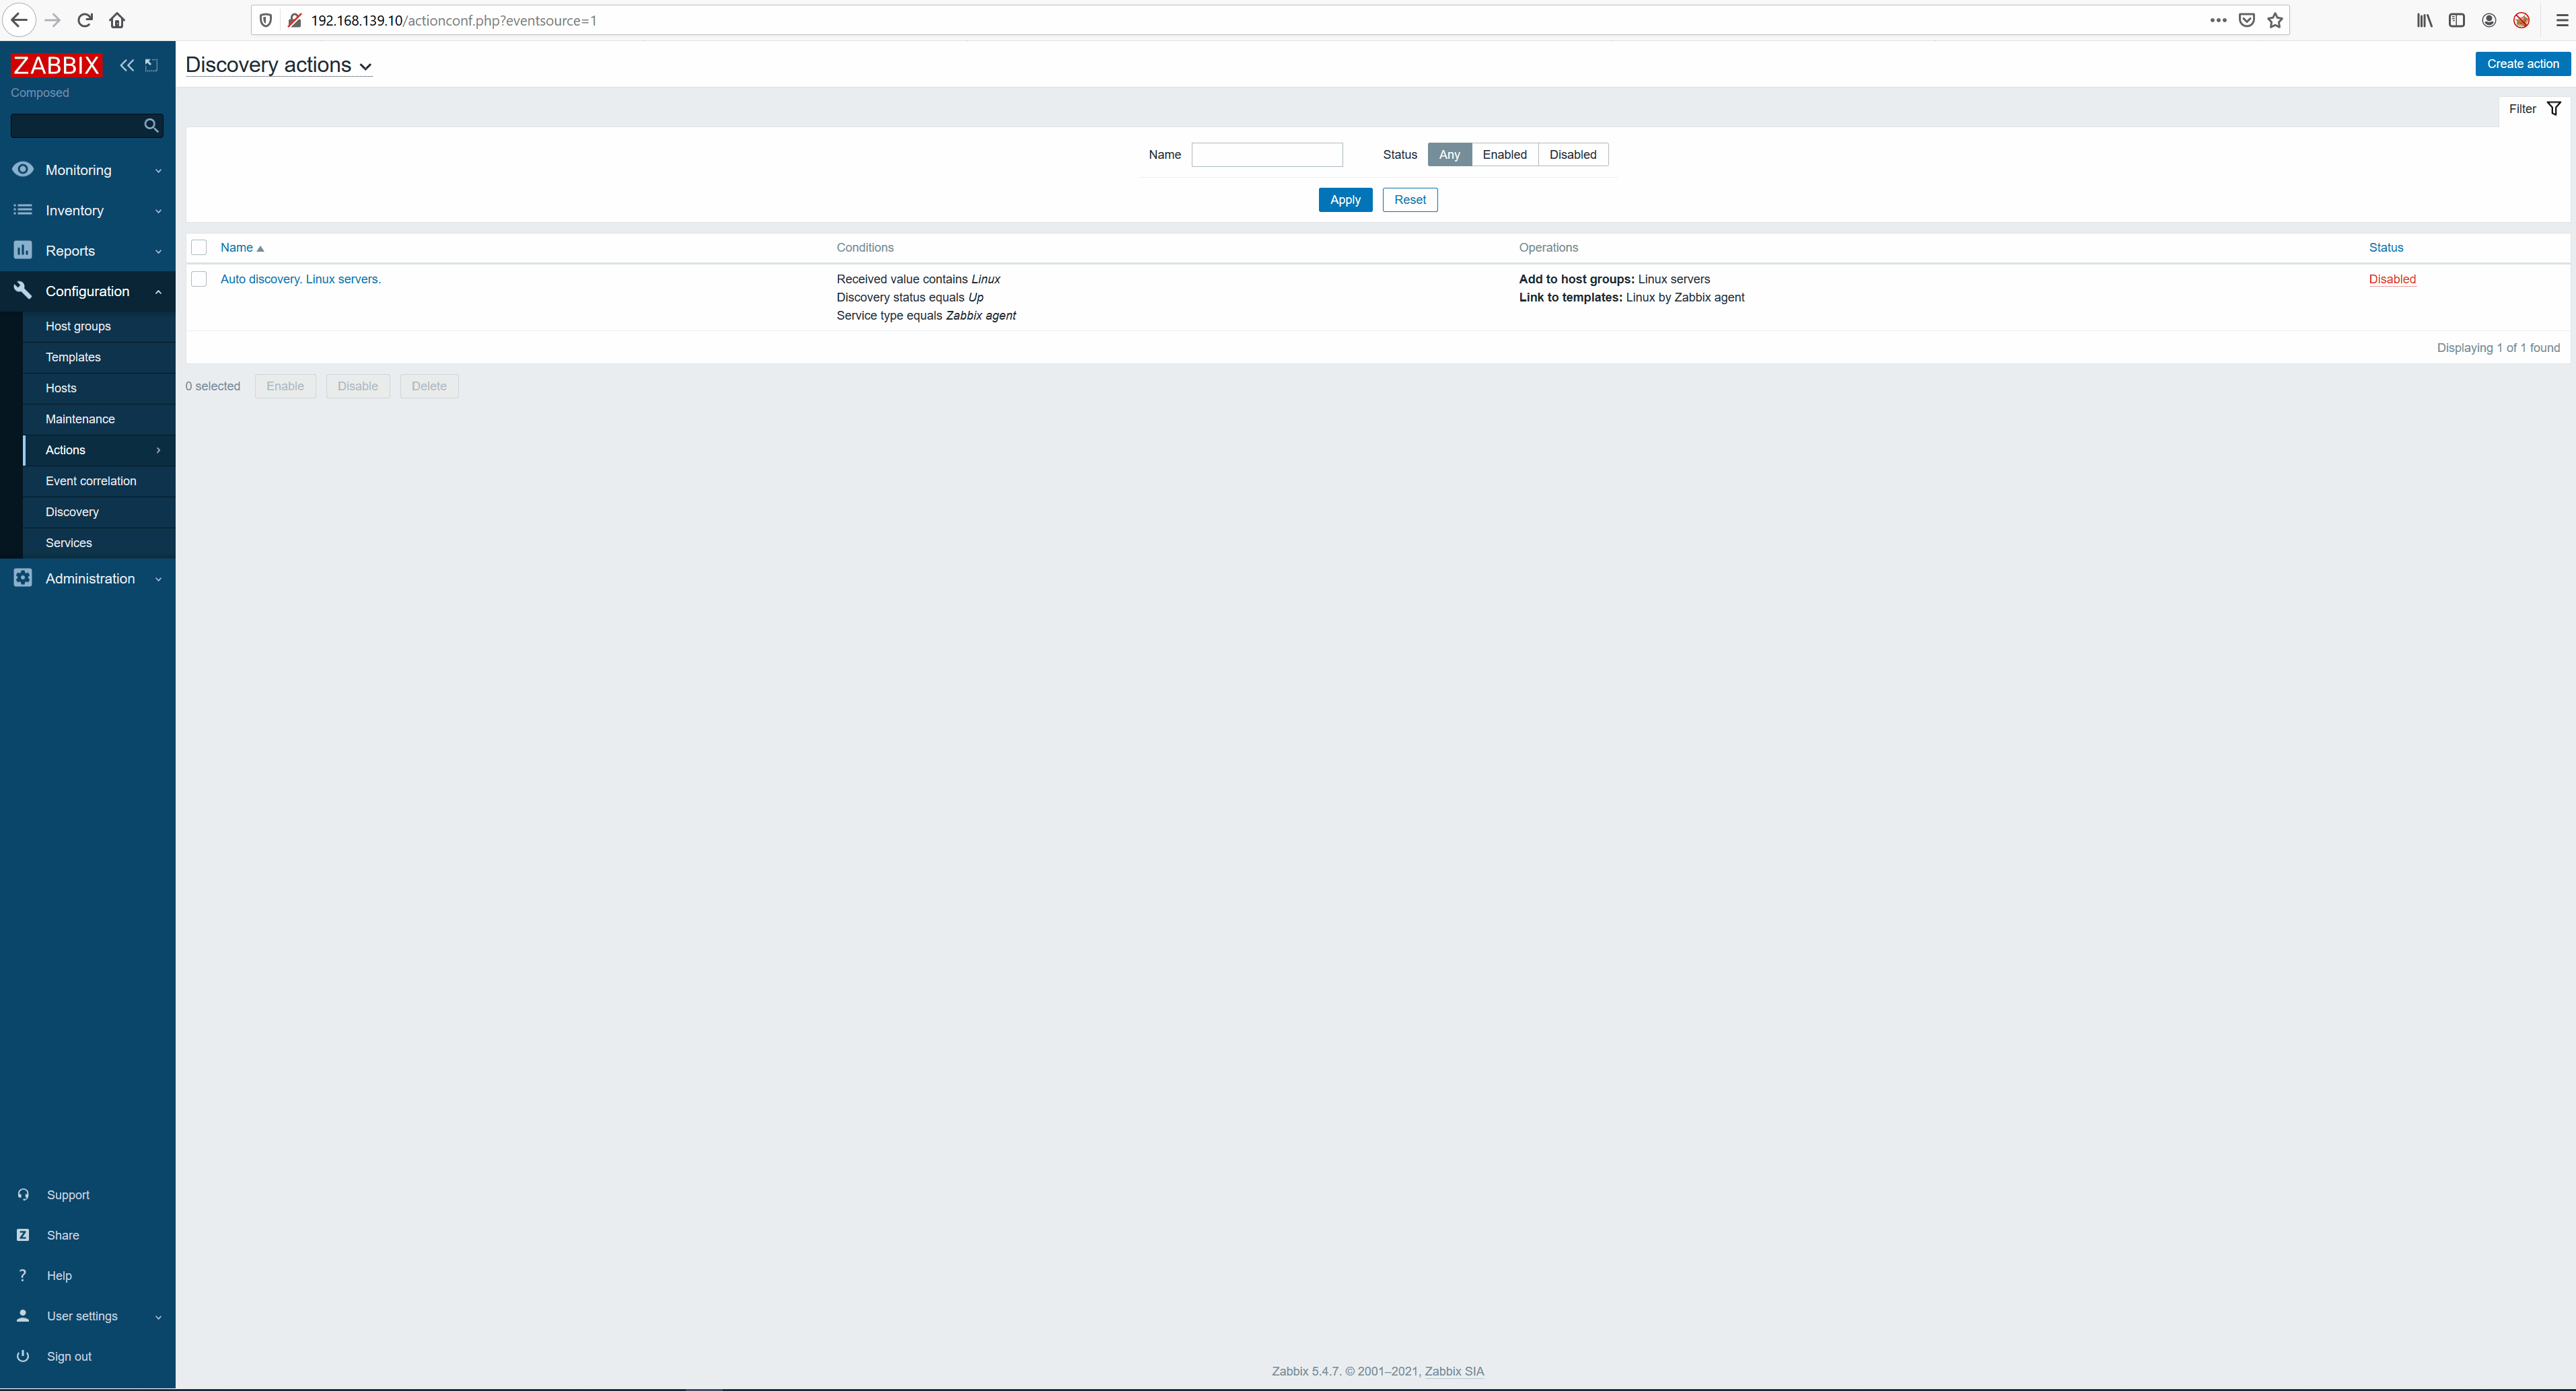 192.168.139.10/actionconf.php?eventsource=1
ZABBIX
Composed
Monitoring
Inventory
Reports
Configuration
Host groups
Templates
Hosts
Maintenance
Actions
Event correlation
Discovery
Services
Administration
Support
Share
Help
User settings
Sign out
Discovery actions
Create action
Filter
Name Status Any Enabled Disabled
Apply Reset
Name Conditions Operations Status
Auto discovery. Linux servers. Received value contains Linux Add to host groups: Linux servers Disabled
Discovery status equals Up Link to templates: Linux by Zabbix agent
Service type equals Zabbix agent
Displaying 1 of 1 found
0 selected Enable Disable Delete
Zabbix 5.4.7. © 2001–2021, Zabbix SIA